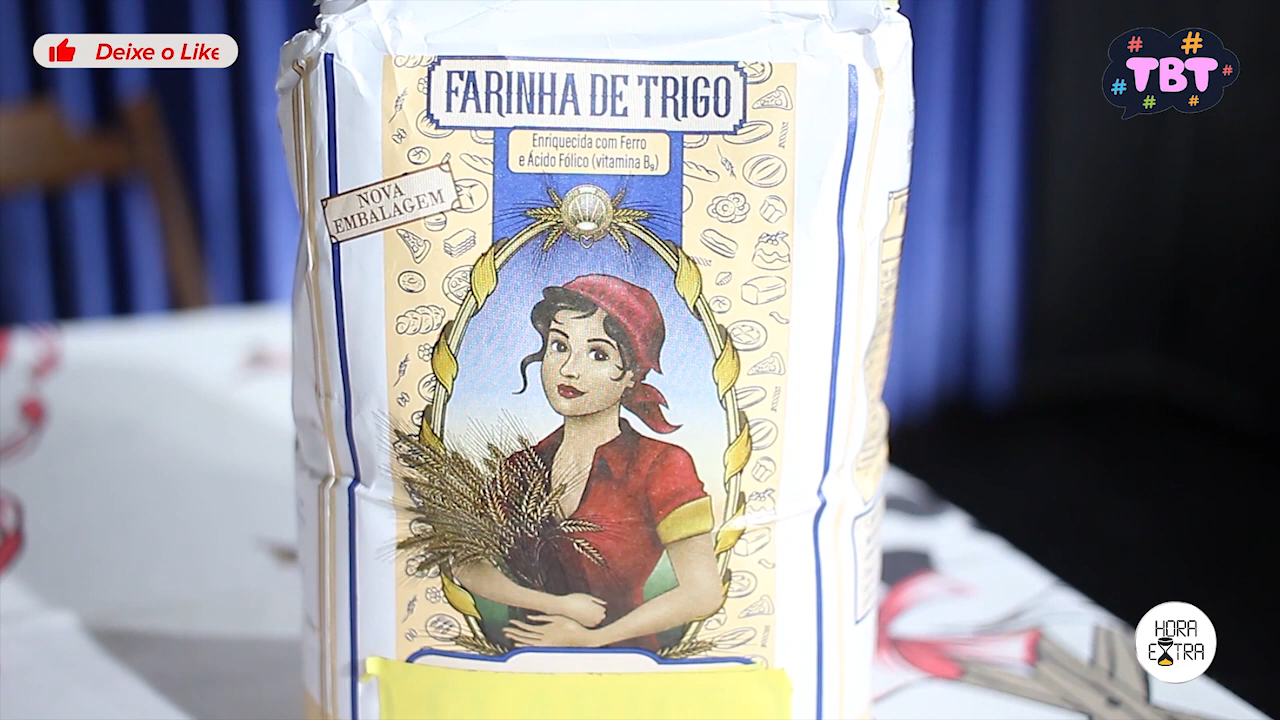 Deixe o Like
# # # # # #
TBT
FARINHA DE TRIGO
Enriquecida com Ferro
e Ácido Fólico (vitamina B₉)
NOVA
EMBALAGEM
HORA
EXTRA